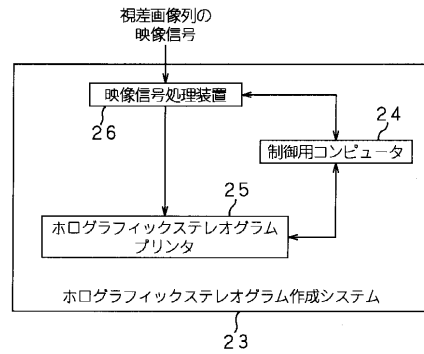 視差画像列の
映像信号
映像信号処理装置
26
24
制御用コンピュータ
25
ホログラフィックステレオグラム
プリンタ
ホログラフィックステレオグラム作成システム
23